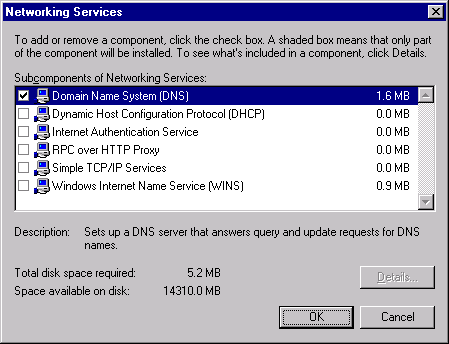 Networking Services
To add or remove a component, click the check box. A shaded box means that only part
of the component will be installed. To see what's included in a component, click Details.
Subcomponents of Networking Services:
Domain Name System (DNS) 1.6 MB
Dynamic Host Configuration Protocol (DHCP) 0.0 MB
Internet Authentication Service 0.0 MB
RPC over HTTP Proxy 0.0 MB
Simple TCP/IP Services 0.0 MB
Windows Internet Name Service (WINS) 0.9 MB
Description: Sets up a DNS server that answers query and update requests for DNS
names.
Total disk space required: 5.2 MB
Space available on disk: 14310.0 MB
Details...
OK Cancel